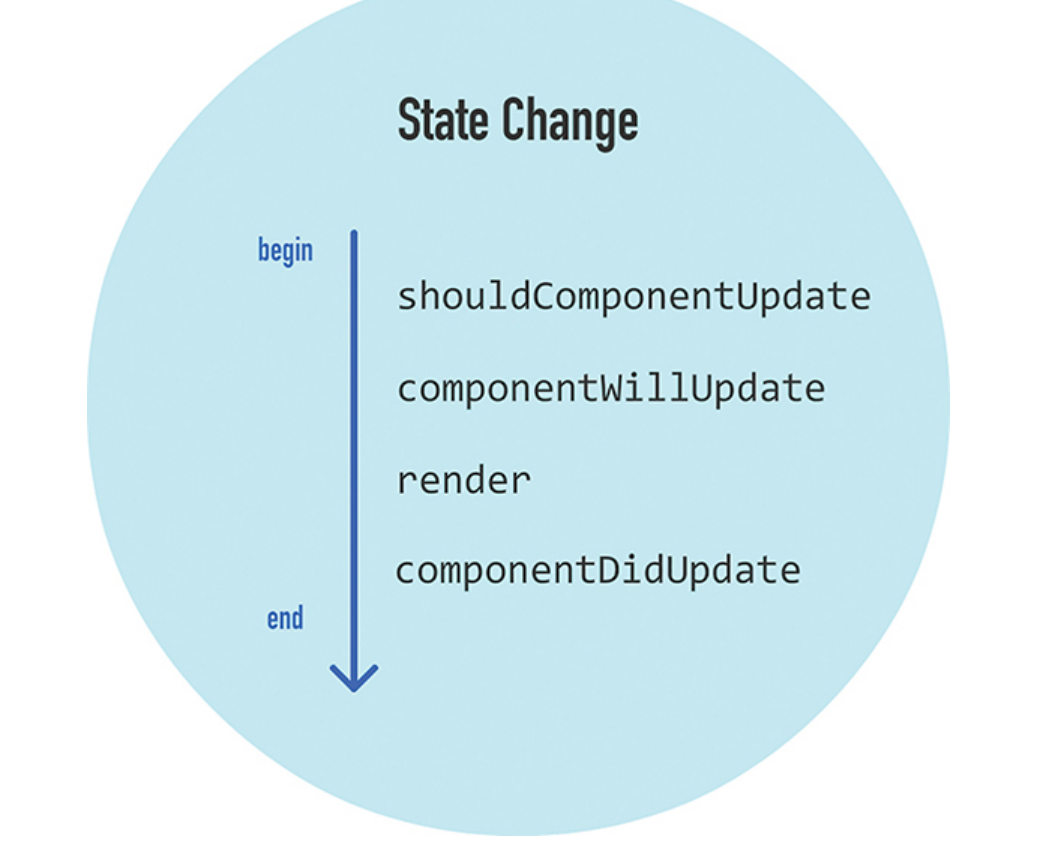 State Change
begin
shouldComponentUpdate
componentWillUpdate
render
componentDidUpdate
end